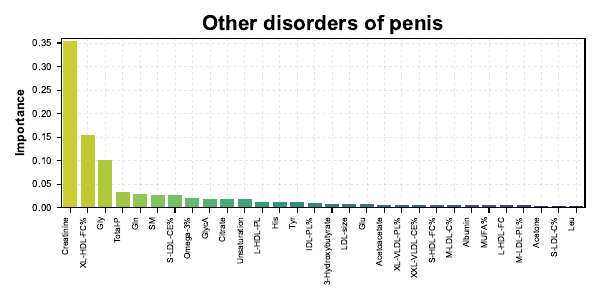 Other disorders of penis
Importance
0.35
0.30
0.25
0.20
0.15
0.10
0.05
0.00
Creatinine
XL-HDL-FC%
Gly
Total-P
Gln
SM
S-LDL-CE%
Omega-3%
GlycA
Citrate
Unsaturation
L-HDL-PL
His
Tyr
IDL-PL%
3-Hydroxybutyrate
LDL-size
Glu
Acetoacetate
XL-VLDL-PL%
XXL-VLDL-CE%
S-HDL-FC%
M-LDL-C%
Albumin
MUFA%
L-HDL-FC
M-LDL-PL%
Acetone
S-LDL-C%
Leu